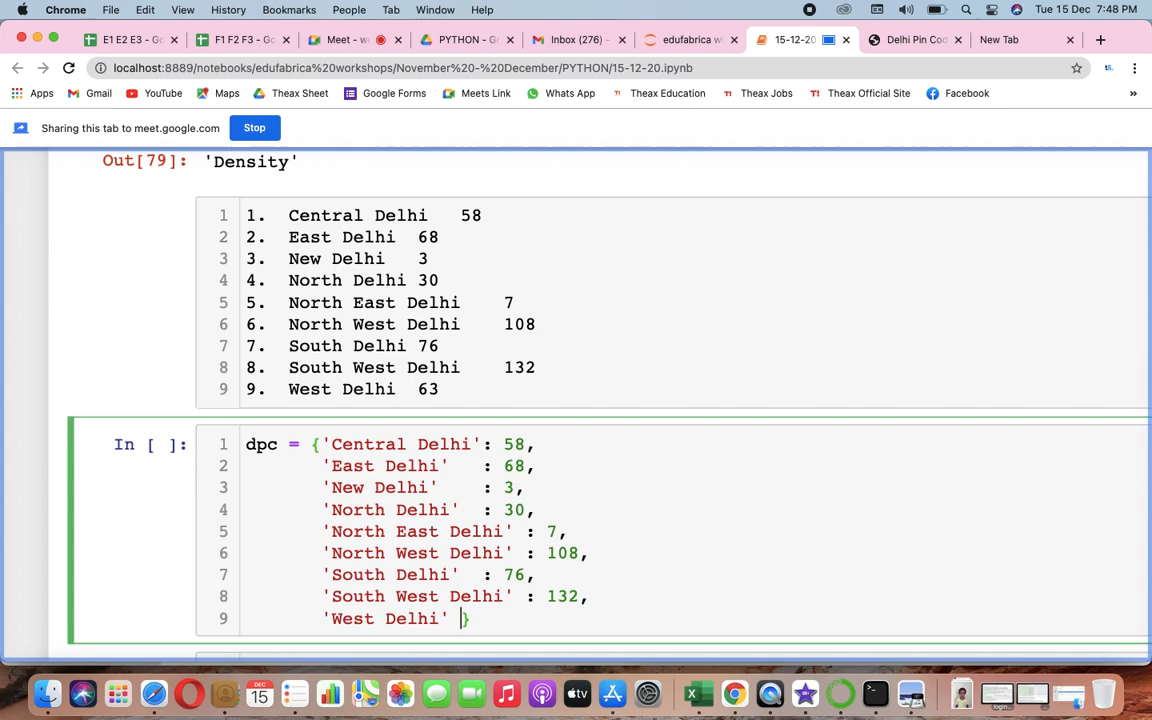 Chrome File Edit View History Bookmarks People Tab Window Help Tue 15 Dec 7:48 PM
E1 E2 E3 - Go F1 F2 F3 - Go Meet - w PYTHON - G Inbox (276) - edufabrica w 15-12-20 Delhi Pin Co New Tab
localhost:8889/notebooks/edufabrica%20workshops/November%20-%20December/PYTHON/15-12-20.ipynb
Apps Gmail YouTube Maps Theax Sheet Google Forms Meets Link Whats App Theax Education Theax Jobs Theax Official Site Facebook »
Sharing this tab to meet.google.com Stop
Out[79]: 'Density'
1 1. Central Delhi 58
2 2. East Delhi 68
3 3. New Delhi 3
4 4. North Delhi 30
5 5. North East Delhi 7
6 6. North West Delhi 108
7 7. South Delhi 76
8 8. South West Delhi 132
9 9. West Delhi 63
In [ ]: 1 dpc = {'Central Delhi': 58,
2 'East Delhi' : 68,
3 'New Delhi' : 3,
4 'North Delhi' : 30,
5 'North East Delhi' : 7,
6 'North West Delhi' : 108,
7 'South Delhi' : 76,
8 'South West Delhi' : 132,
9 'West Delhi' }
DEC
15
tv